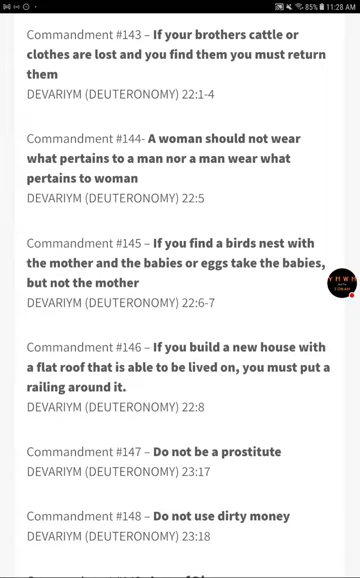 85% 11:28 AM
Commandment #143 – If your brothers cattle or
clothes are lost and you find them you must return
them
DEVARIYM (DEUTERONOMY) 22:1-4
Commandment #144- A woman should not wear
what pertains to a man nor a man wear what
pertains to woman
DEVARIYM (DEUTERONOMY) 22:5
Commandment #145 – If you find a birds nest with
the mother and the babies or eggs take the babies,
but not the mother
DEVARIYM (DEUTERONOMY) 22:6-7
Commandment #146 – If you build a new house with
a flat roof that is able to be lived on, you must put a
railing around it.
DEVARIYM (DEUTERONOMY) 22:8
Commandment #147 – Do not be a prostitute
DEVARIYM (DEUTERONOMY) 23:17
Commandment #148 – Do not use dirty money
DEVARIYM (DEUTERONOMY) 23:18